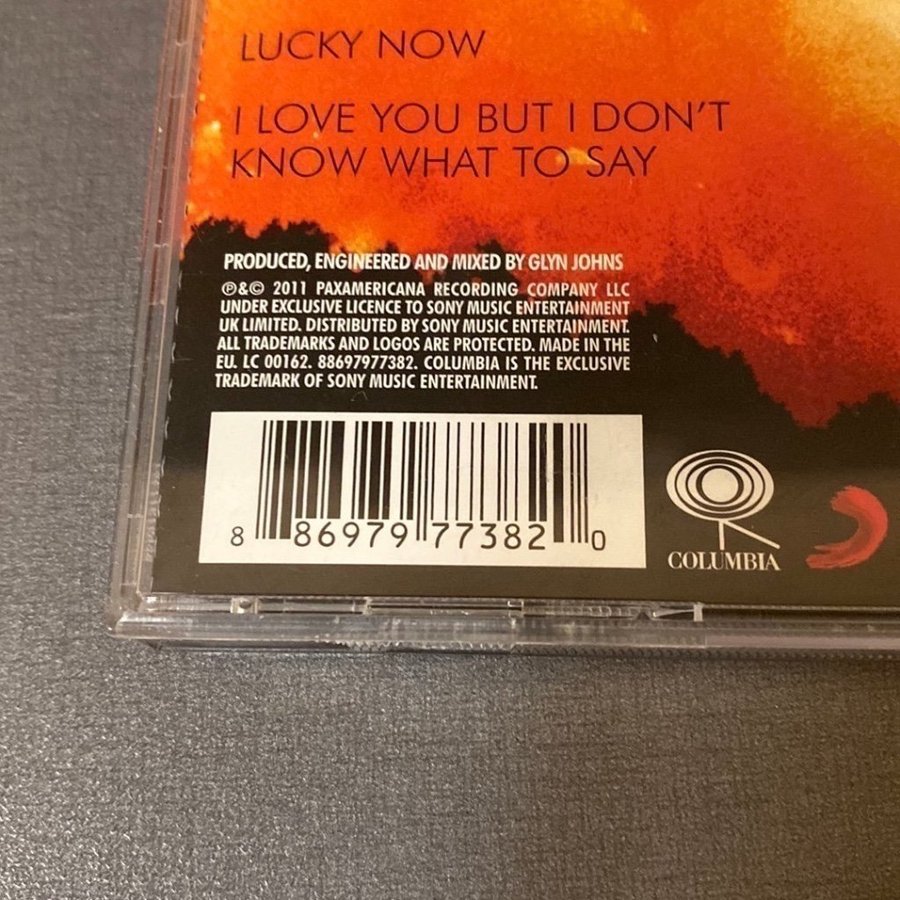 LUCKY NOW
I LOVE YOU BUT I DON'T
KNOW WHAT TO SAY
PRODUCED, ENGINEERED AND MIXED BY GLYN JOHNS
℗&© 2011 PAXAMERICANA RECORDING COMPANY LLC
UNDER EXCLUSIVE LICENCE TO SONY MUSIC ENTERTAINMENT
UK LIMITED. DISTRIBUTED BY SONY MUSIC ENTERTAINMENT.
ALL TRADEMARKS AND LOGOS ARE PROTECTED. MADE IN THE
EU. LC 00162. 88697977382. COLUMBIA IS THE EXCLUSIVE
TRADEMARK OF SONY MUSIC ENTERTAINMENT.
8 86979 77382 0
COLUMBIA